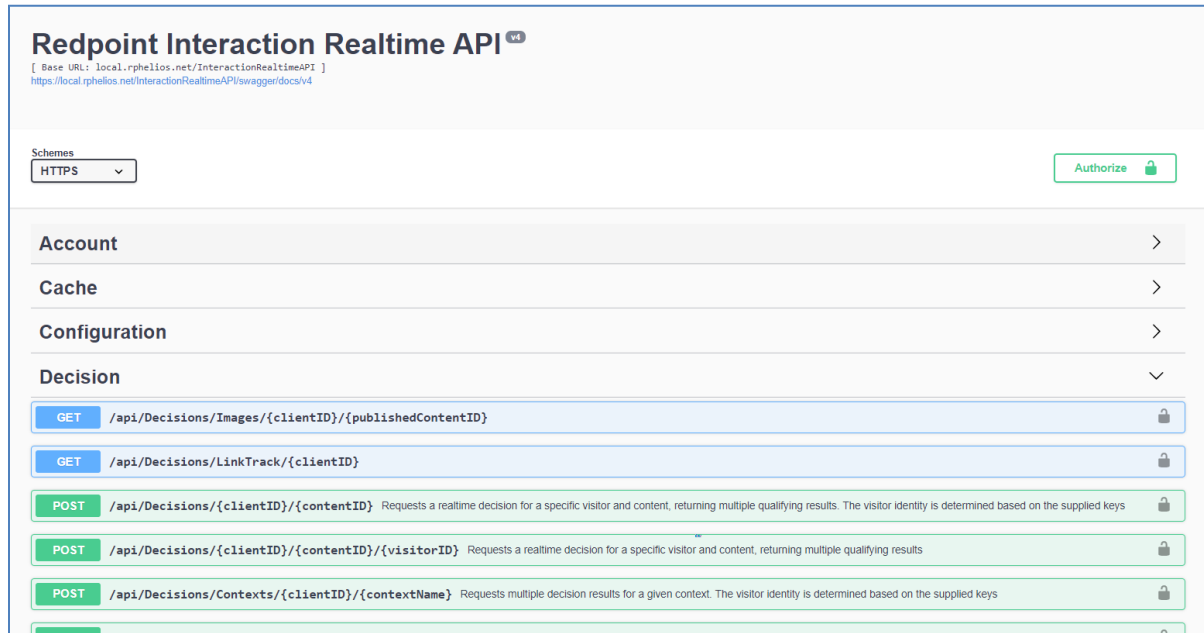 Redpoint Interaction Realtime API v4
[ Base URL: local.rphelios.net/InteractionRealtimeAPI ]
https://local.rphelios.net/InteractionRealtimeAPI/swagger/docs/v4
Schemes
HTTPS
Authorize
Account
Cache
Configuration
Decision
GET /api/Decisions/Images/{clientID}/{publishedContentID}
GET /api/Decisions/LinkTrack/{clientID}
POST /api/Decisions/{clientID}/{contentID} Requests a realtime decision for a specific visitor and content, returning multiple qualifying results. The visitor identity is determined based on the supplied keys
POST /api/Decisions/{clientID}/{contentID}/{visitorID} Requests a realtime decision for a specific visitor and content, returning multiple qualifying results
POST /api/Decisions/Contexts/{clientID}/{contextName} Requests multiple decision results for a given context. The visitor identity is determined based on the supplied keys